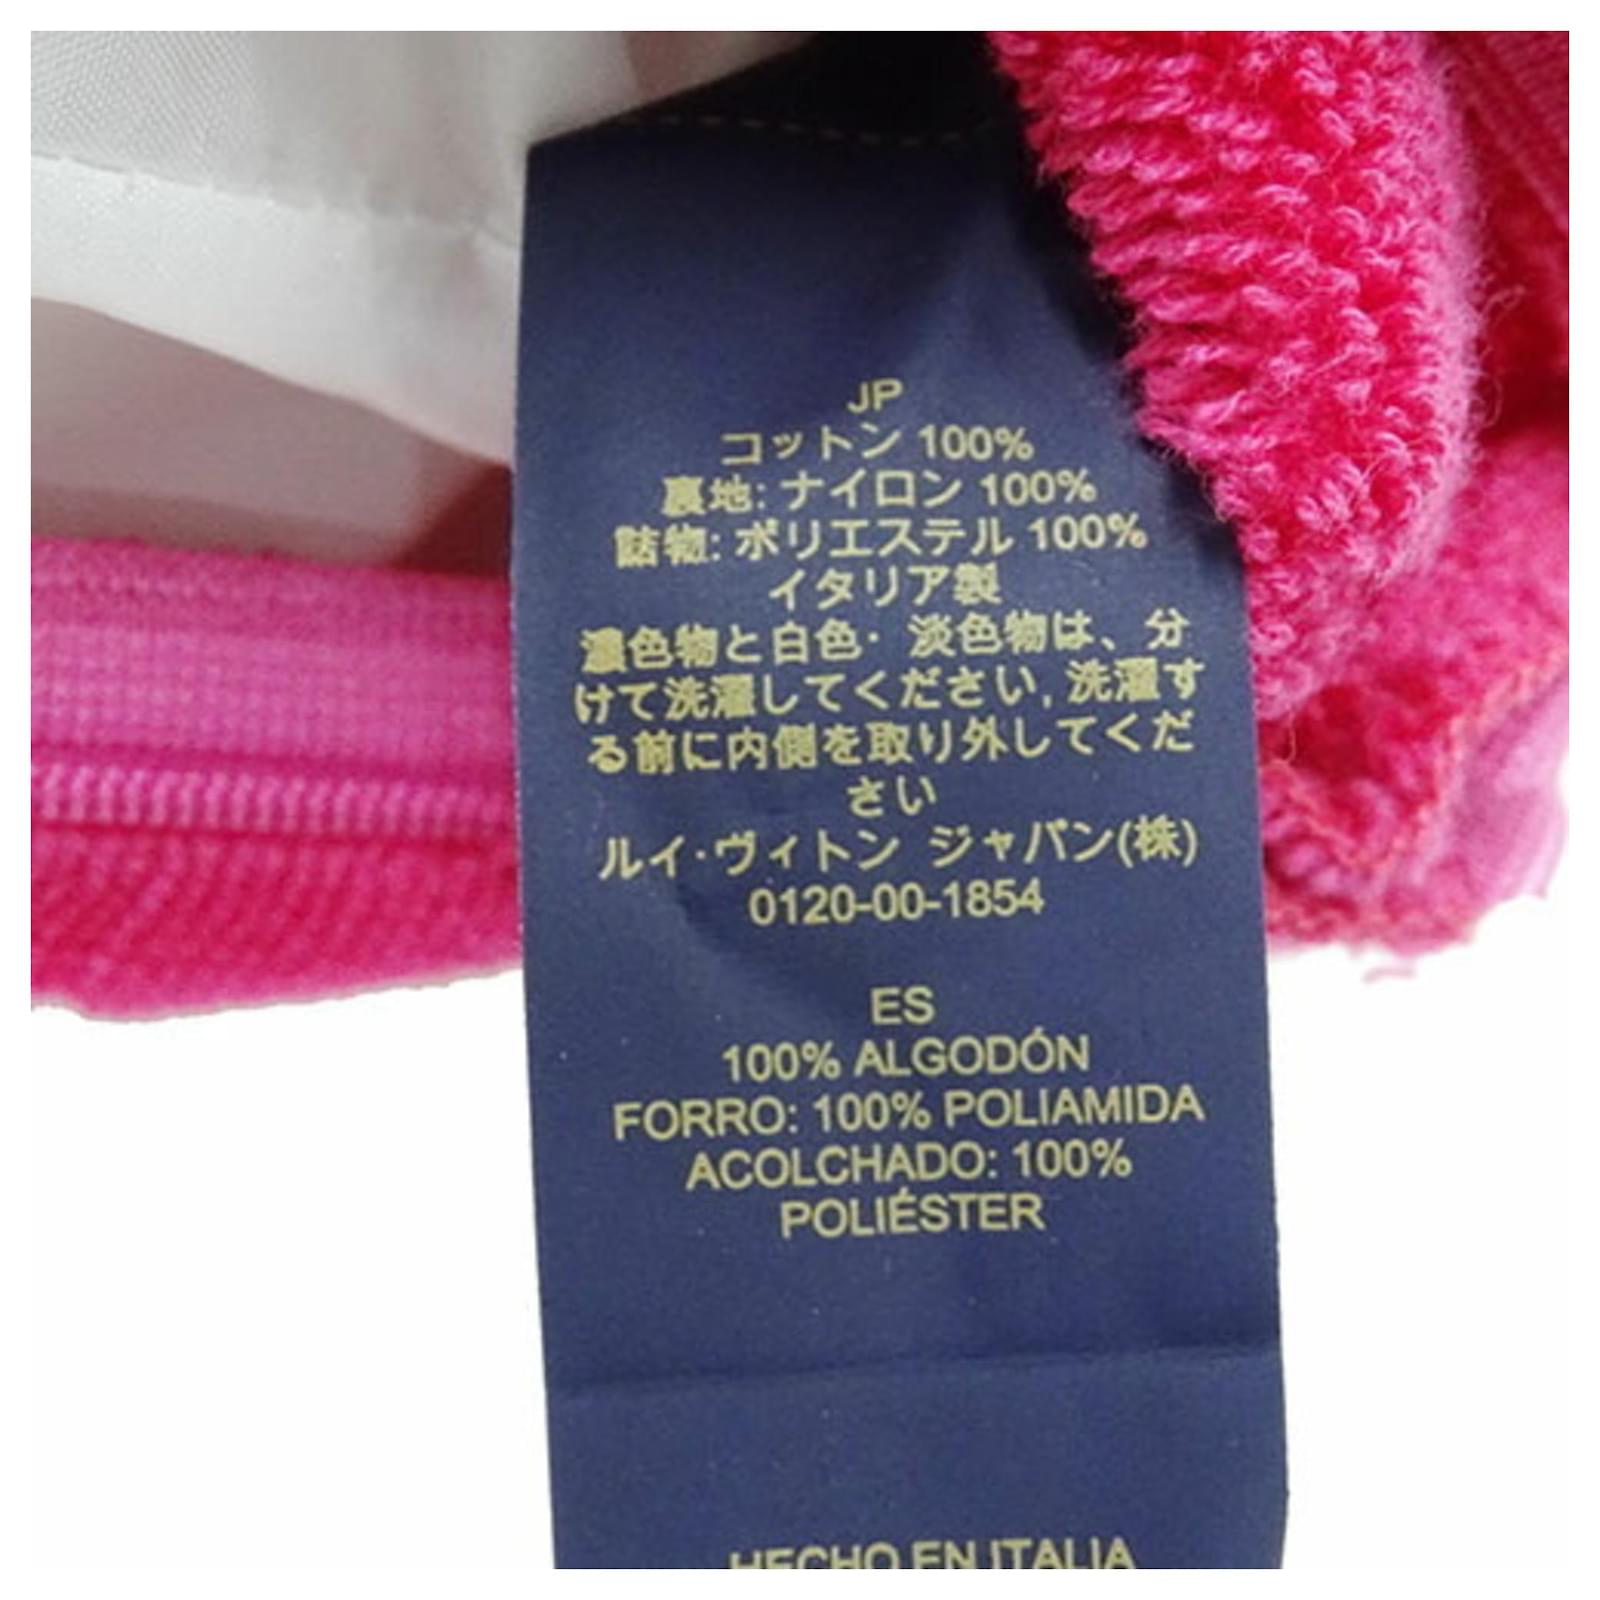 JP
コットン 100%
裏地: ナイロン 100%
詰物: ポリエステル 100%
イタリア製
濃色物と白色· 淡色物は、分
けて洗濯してください, 洗濯す
る前に内側を取り外してくだ
さい
ルイ·ヴィトン ジャパン(株)
0120-00-1854
ES
100% ALGODÓN
FORRO: 100% POLIAMIDA
ACOLCHADO: 100%
POLIÉSTER
HECHO EN ITALIA